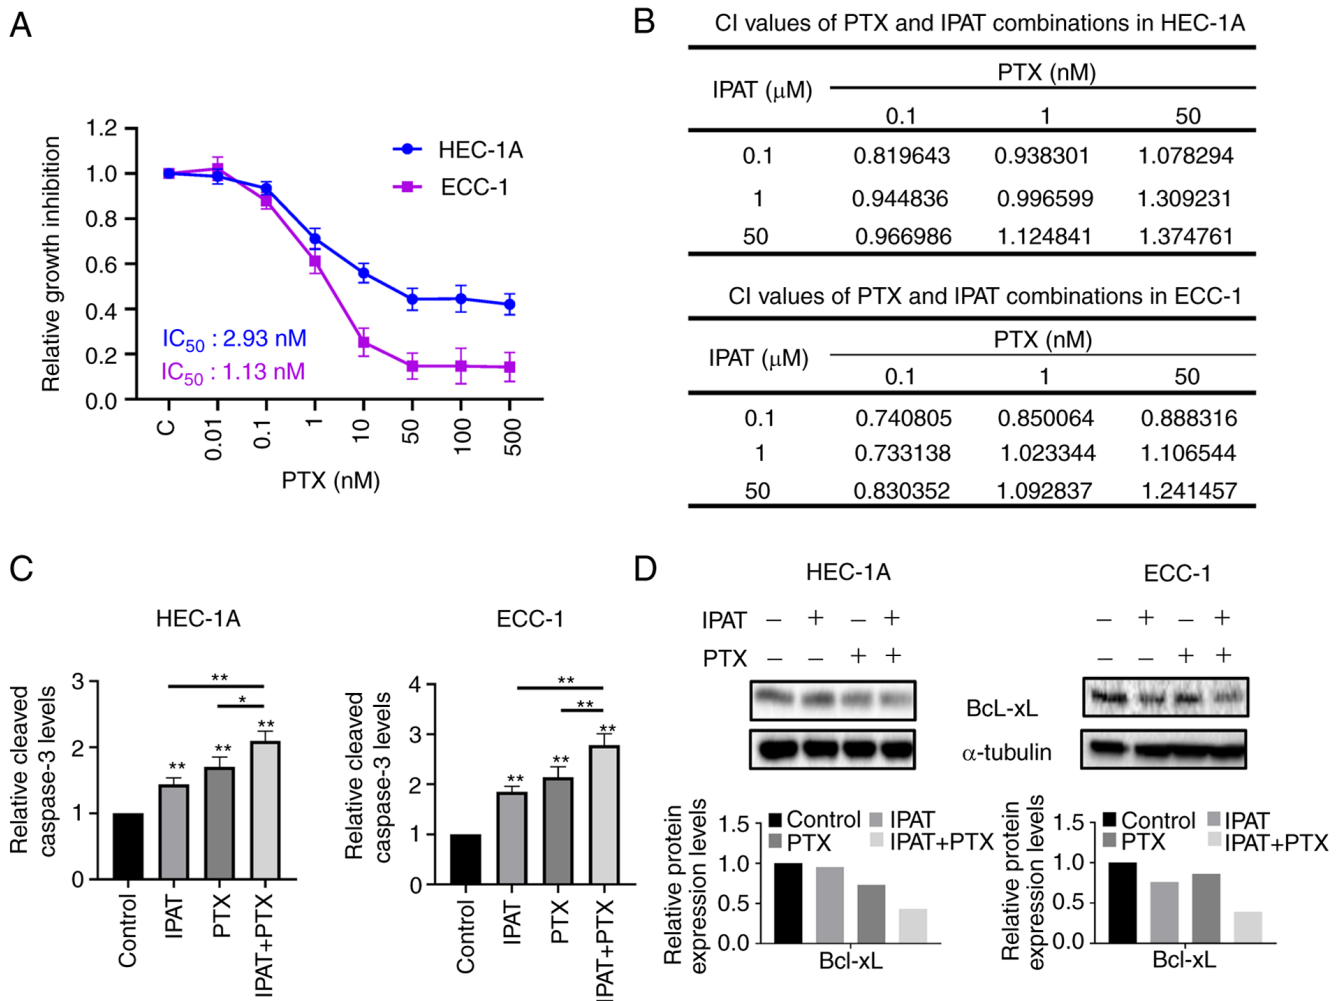 A
1.2
1.0
0.8
0.6
0.4
0.2
0.0
Relative growth inhibition
HEC-1A
ECC-1
IC50 : 2.93 nM
IC50 : 1.13 nM
C
0.01
0.1
1
10
50
100
500
PTX (nM)
B
CI values of PTX and IPAT combinations in HEC-1A
IPAT (μM)
PTX (nM)
0.1 1 50
0.1 0.819643 0.938301 1.078294
1 0.944836 0.996599 1.309231
50 0.966986 1.124841 1.374761
CI values of PTX and IPAT combinations in ECC-1
IPAT (μM)
PTX (nM)
0.1 1 50
0.1 0.740805 0.850064 0.888316
1 0.733138 1.023344 1.106544
50 0.830352 1.092837 1.241457
C
HEC-1A
Relative cleaved
caspase-3 levels
3
2
1
0
**
*
**
**
**
Control
IPAT
PTX
IPAT+PTX
ECC-1
Relative cleaved
caspase-3 levels
4
3
2
1
0
**
**
**
**
**
Control
IPAT
PTX
IPAT+PTX
D
HEC-1A
ECC-1
IPAT − + − + − + − +
PTX − − + + − − + +
BcL-xL
α-tubulin
Relative protein
expression levels
1.5
1.0
0.5
0.0
Control IPAT
PTX IPAT+PTX
Bcl-xL
Relative protein
expression levels
1.5
1.0
0.5
0.0
Control IPAT
PTX IPAT+PTX
Bcl-xL